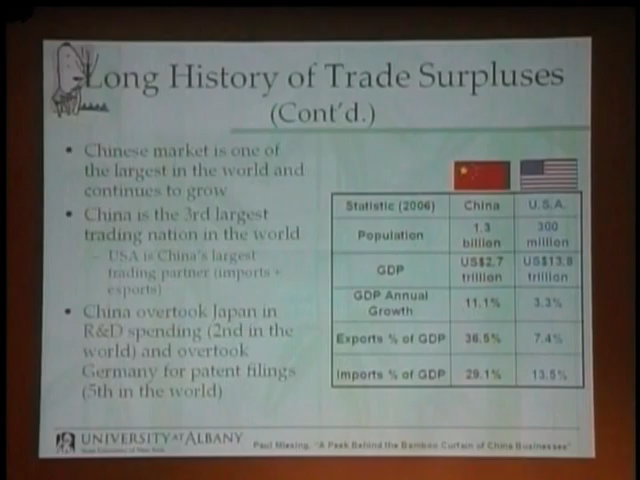 Long History of Trade Surpluses
(Cont'd.)
• Chinese market is one of
the largest in the world and
continues to grow
• China is the 3rd largest
trading nation in the world
– USA is China's largest
trading partner (imports +
exports)
• China overtook Japan in
R&D spending (2nd in the
world) and overtook
Germany for patent filings
(5th in the world)
Statistic (2006) China U.S.A.
Population 1.3 billion 300 million
GDP US$2.7 trillion US$13.8 trillion
GDP Annual Growth 11.1% 3.3%
Exports % of GDP 36.5% 7.4%
Imports % of GDP 29.1% 13.5%
UNIVERSITY AT ALBANY
State University of New York
Paul Miesing, "A Peek Behind the Bamboo Curtain of China Businesses"